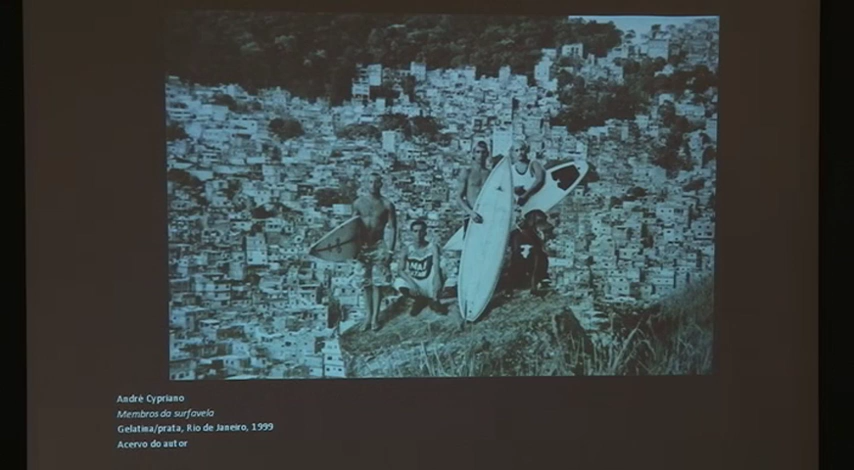 André Cypriano
Membros da surfavela
Gelatina/prata, Rio de Janeiro, 1999
Acervo do autor